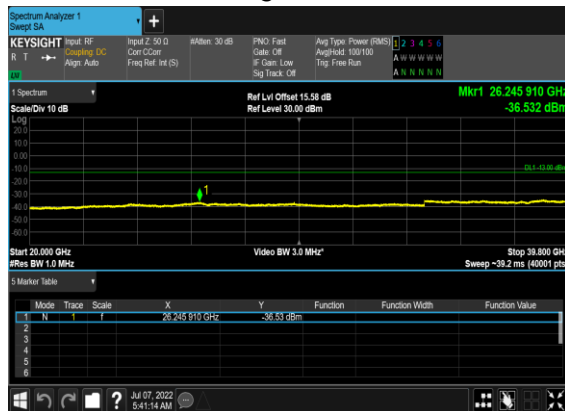 Spectrum Analyzer 1
Swept SA
+
KEYSIGHT Input: RF Input Z: 50 Ω #Atten: 30 dB PNO: Fast Avg Type: Power (RMS) 1 2 3 4 5 6
R T Coupling: DC Corr CCorr Gate: Off Avg|Hold: 100/100 A W W W W W
Align: Auto Freq Ref: Int (S) IF Gain: Low Trig: Free Run
LW Sig Track: Off A N N N N N
1 Spectrum Ref Lvl Offset 15.58 dB Mkr1 26.245 910 GHz
Scale/Div 10 dB Ref Level 30.00 dBm -36.532 dBm
Log
20.0
10.0
0.00
-10.0 DL1 -13.00 dBm
-20.0
-30.0 1
-40.0
-50.0
-60.0
Start 20.000 GHz Video BW 3.0 MHz* Stop 39.800 GHz
#Res BW 1.0 MHz Sweep ~39.2 ms (40001 pts
5 Marker Table
Mode Trace Scale X Y Function Function Width Function Value
1 N 1 f 26.245 910 GHz -36.53 dBm
2
3
4
5
6
? Jul 07, 2022
5:41:14 AM